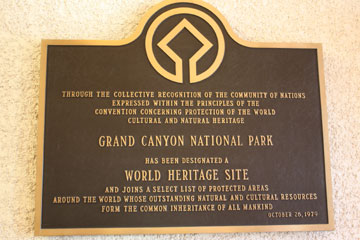 THROUGH THE COLLECTIVE RECOGNITION OF THE COMMUNITY OF NATIONS
EXPRESSED WITHIN THE PRINCIPLES OF THE
CONVENTION CONCERNING PROTECTION OF THE WORLD
CULTURAL AND NATURAL HERITAGE
GRAND CANYON NATIONAL PARK
HAS BEEN DESIGNATED A
WORLD HERITAGE SITE
AND JOINS A SELECT LIST OF PROTECTED AREAS
AROUND THE WORLD WHOSE OUTSTANDING NATURAL AND CULTURAL RESOURCES
FORM THE COMMON INHERITANCE OF ALL MANKIND
OCTOBER 26, 1979